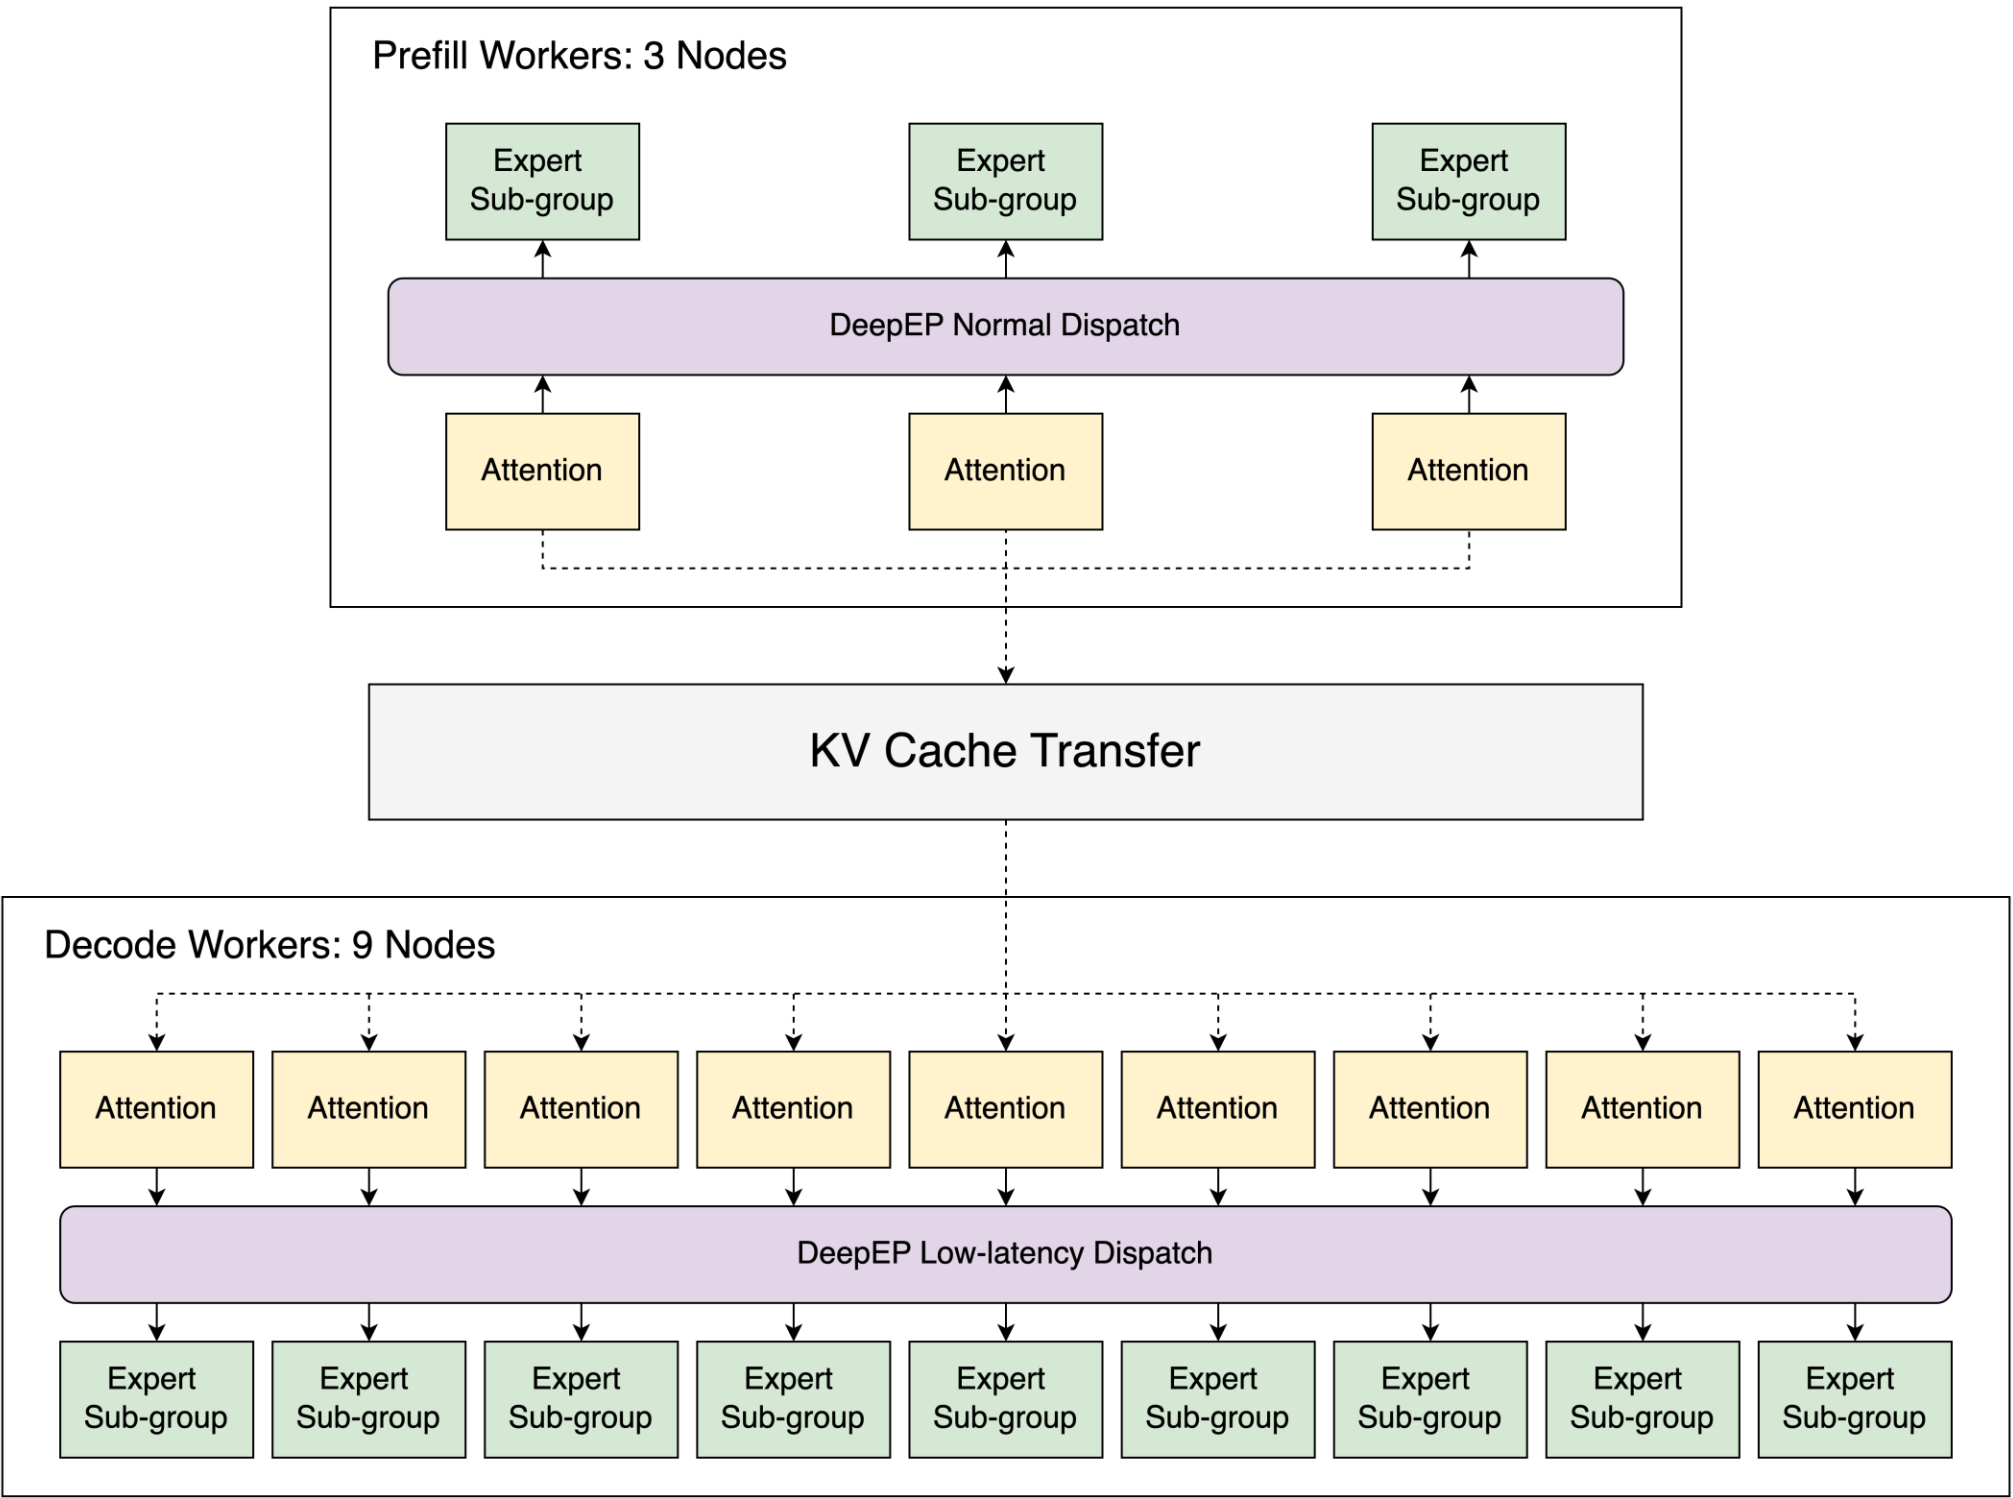 Prefill Workers: 3 Nodes
Expert
Sub-group
Expert
Sub-group
Expert
Sub-group
DeepEP Normal Dispatch
Attention
Attention
Attention
KV Cache Transfer
Decode Workers: 9 Nodes
Attention
Attention
Attention
Attention
Attention
Attention
Attention
Attention
Attention
DeepEP Low-latency Dispatch
Expert
Sub-group
Expert
Sub-group
Expert
Sub-group
Expert
Sub-group
Expert
Sub-group
Expert
Sub-group
Expert
Sub-group
Expert
Sub-group
Expert
Sub-group